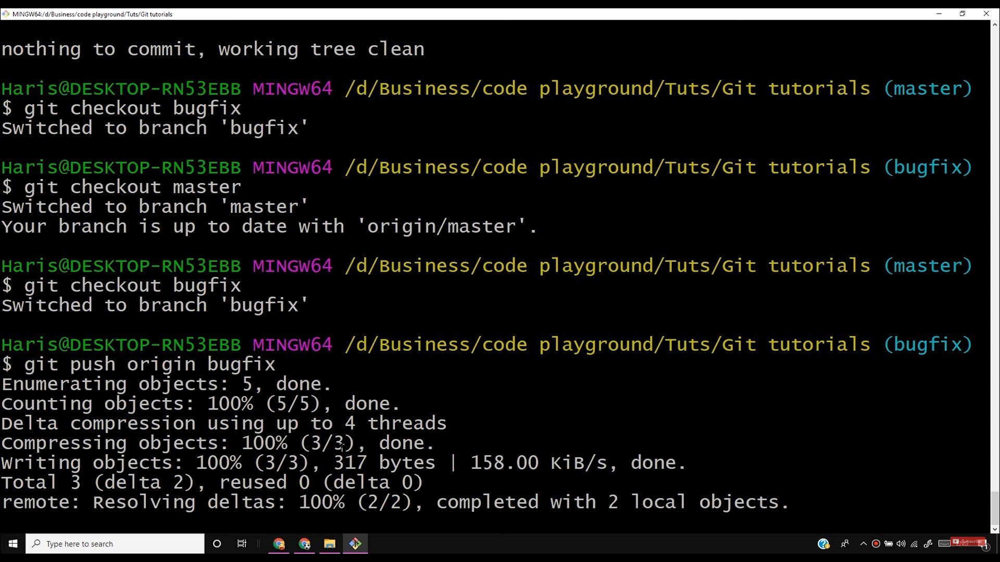 MINGW64:/d/Business/code playground/Tuts/Git tutorials
nothing to commit, working tree clean
Haris@DESKTOP-RN53EBB MINGW64 /d/Business/code playground/Tuts/Git tutorials (master)
$ git checkout bugfix
Switched to branch 'bugfix'
Haris@DESKTOP-RN53EBB MINGW64 /d/Business/code playground/Tuts/Git tutorials (bugfix)
$ git checkout master
Switched to branch 'master'
Your branch is up to date with 'origin/master'.
Haris@DESKTOP-RN53EBB MINGW64 /d/Business/code playground/Tuts/Git tutorials (master)
$ git checkout bugfix
Switched to branch 'bugfix'
Haris@DESKTOP-RN53EBB MINGW64 /d/Business/code playground/Tuts/Git tutorials (bugfix)
$ git push origin bugfix
Enumerating objects: 5, done.
Counting objects: 100% (5/5), done.
Delta compression using up to 4 threads
Compressing objects: 100% (3/3), done.
Writing objects: 100% (3/3), 317 bytes | 158.00 KiB/s, done.
Total 3 (delta 2), reused 0 (delta 0)
remote: Resolving deltas: 100% (2/2), completed with 2 local objects.
Type here to search
Subscribe
1